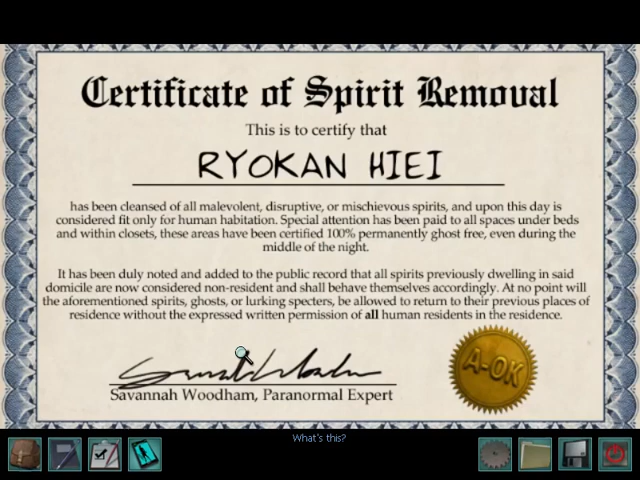 Certificate of Spirit Removal
This is to certify that
RYOKAN HIEI
has been cleansed of all malevolent, disruptive, or mischievous spirits, and upon this day is
considered fit only for human habitation. Special attention has been paid to all spaces under beds
and within closets, these areas have been certified 100% permanently ghost free, even during the
middle of the night.
It has been duly noted and added to the public record that all spirits previously dwelling in said
domicile are now considered non-resident and shall behave themselves accordingly. At no point will
the aforementioned spirits, ghosts, or lurking specters, be allowed to return to their previous places of
residence without the expressed written permission of all human residents in the residence.
Savannah Woodham, Paranormal Expert
A-OK
What's this?